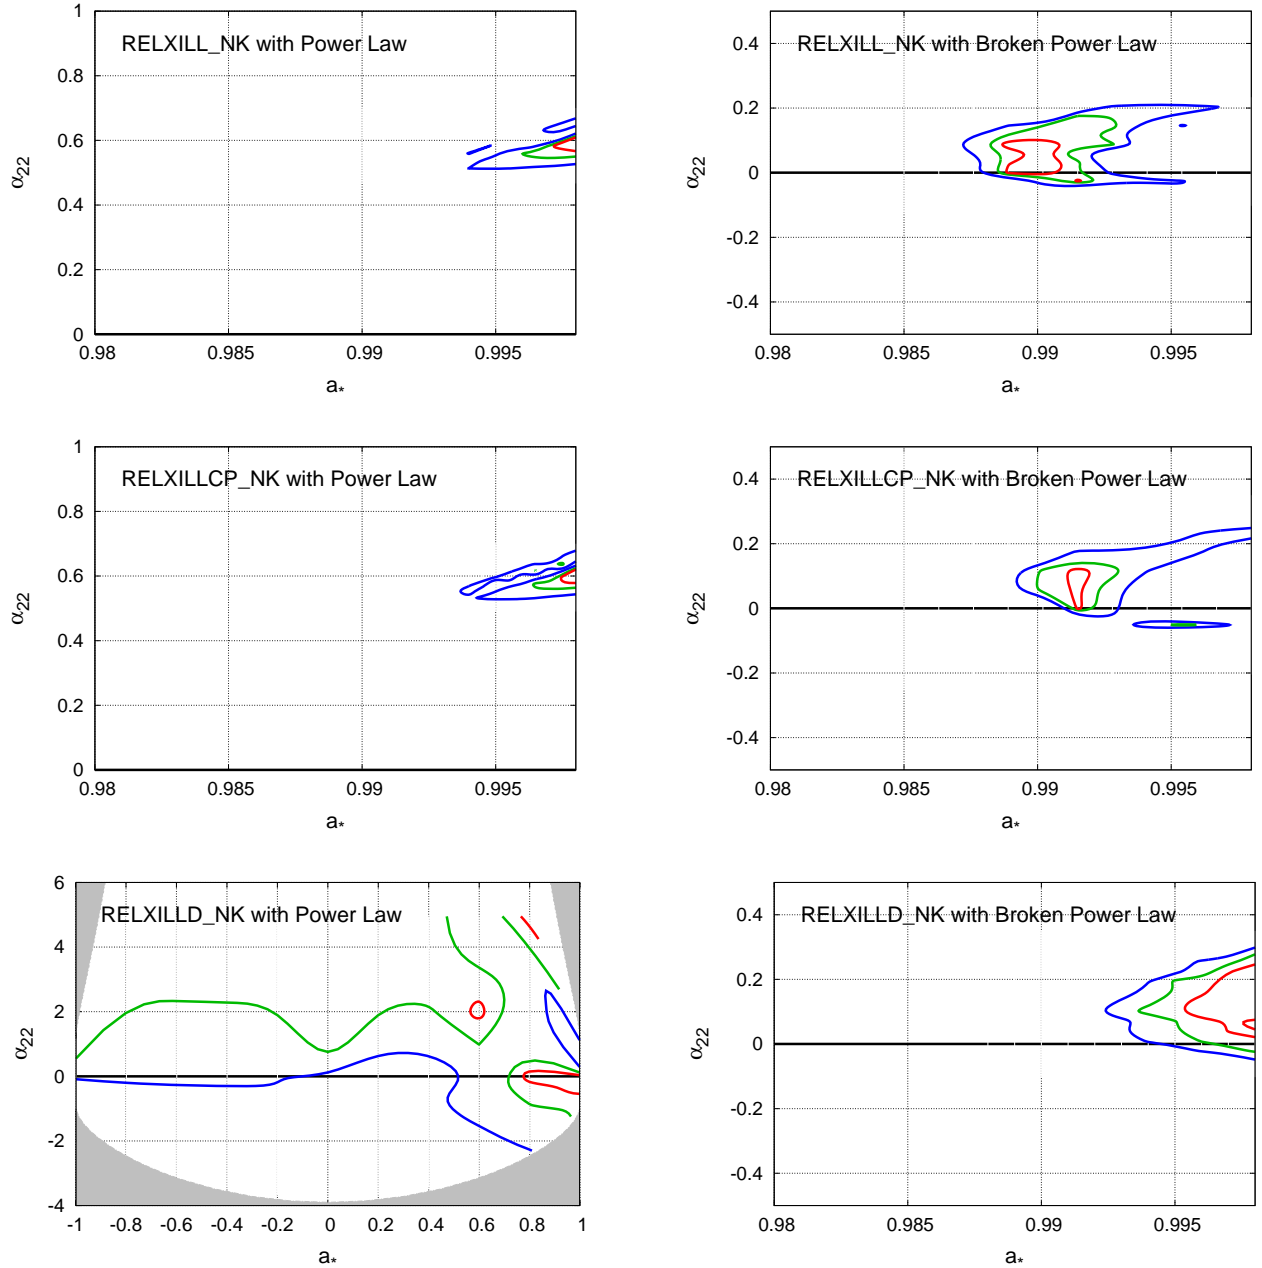 1
0.8
0.6
0.4
0.2
0
α22
RELXILL_NK with Power Law
0.98 0.985 0.99 0.995
a*
0.4
0.2
0
-0.2
-0.4
α22
RELXILL_NK with Broken Power Law
0.98 0.985 0.99 0.995
a*
1
0.8
0.6
0.4
0.2
0
α22
RELXILLCP_NK with Power Law
0.98 0.985 0.99 0.995
a*
0.4
0.2
0
-0.2
-0.4
α22
RELXILLCP_NK with Broken Power Law
0.98 0.985 0.99 0.995
a*
6
4
2
0
-2
-4
α22
RELXILLD_NK with Power Law
-1 -0.8 -0.6 -0.4 -0.2 0 0.2 0.4 0.6 0.8 1
a*
0.4
0.2
0
-0.2
-0.4
α22
RELXILLD_NK with Broken Power Law
0.98 0.985 0.99 0.995
a*